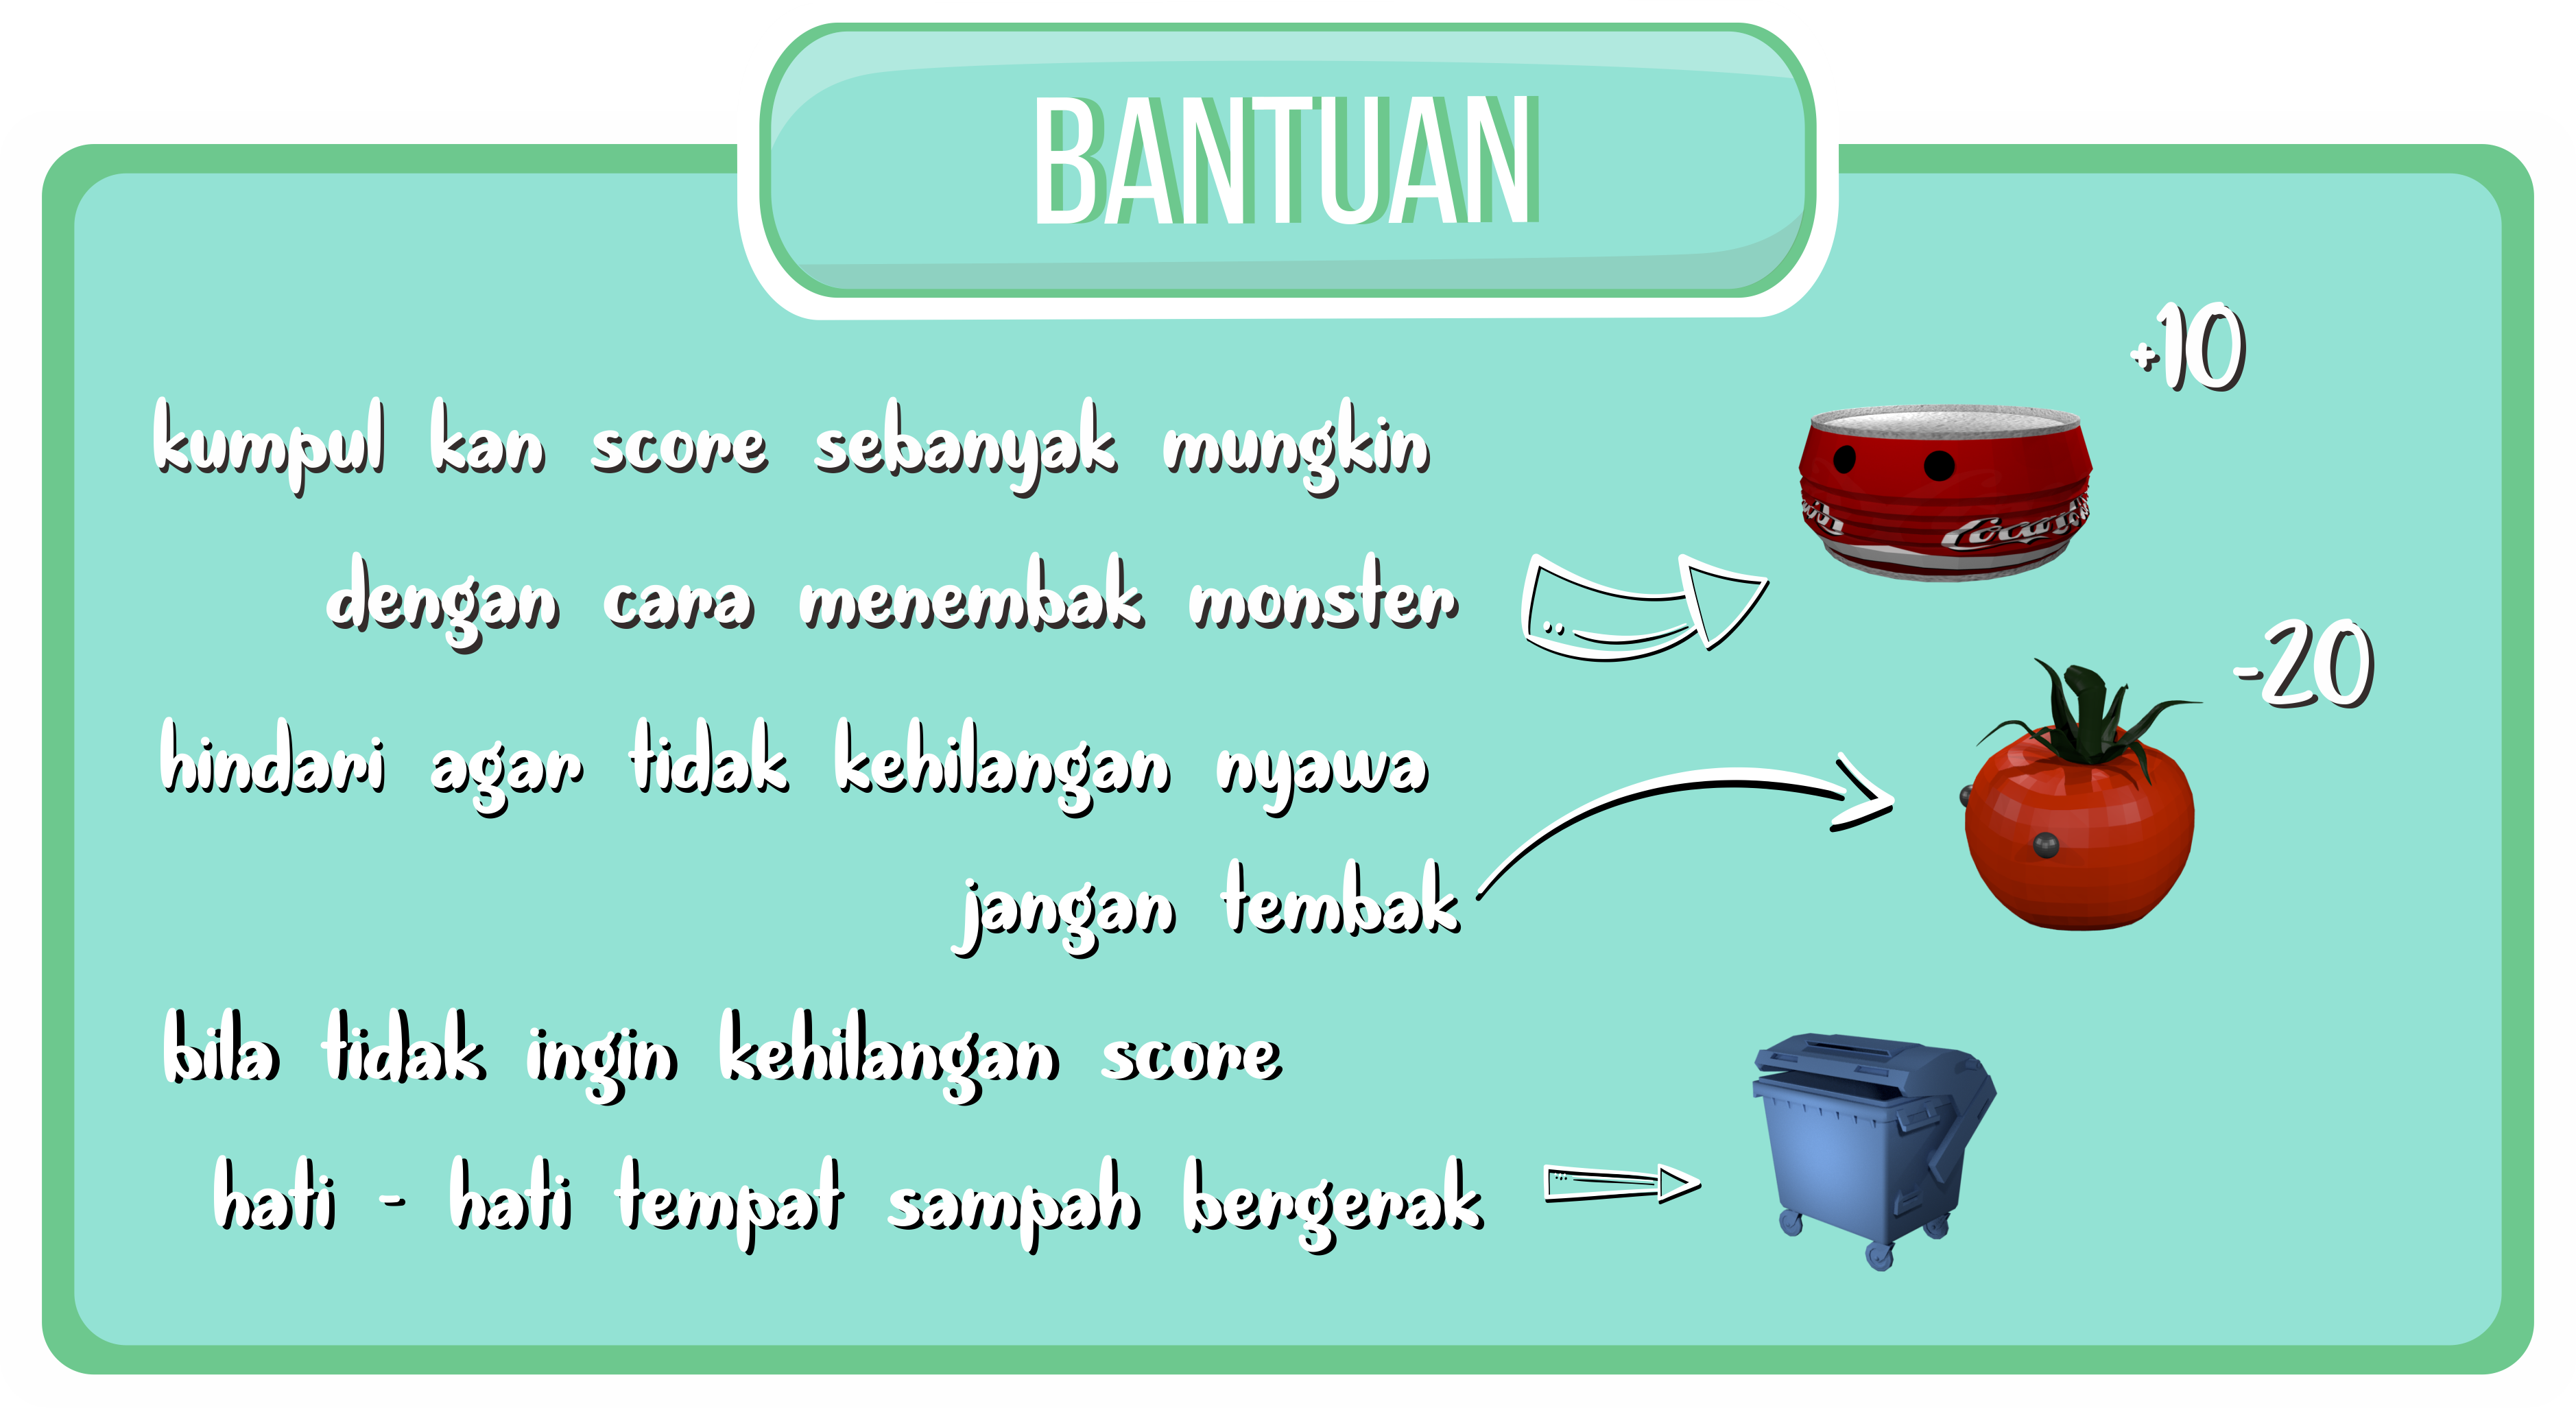 BANTUAN
+10
kumpul kan score sebanyak mungkin
dengan cara menembak monster
-20
hindari agar tidak kehilangan nyawa
jangan tembak
bila tidak ingin kehilangan score
hati - hati tempat sampah bergerak